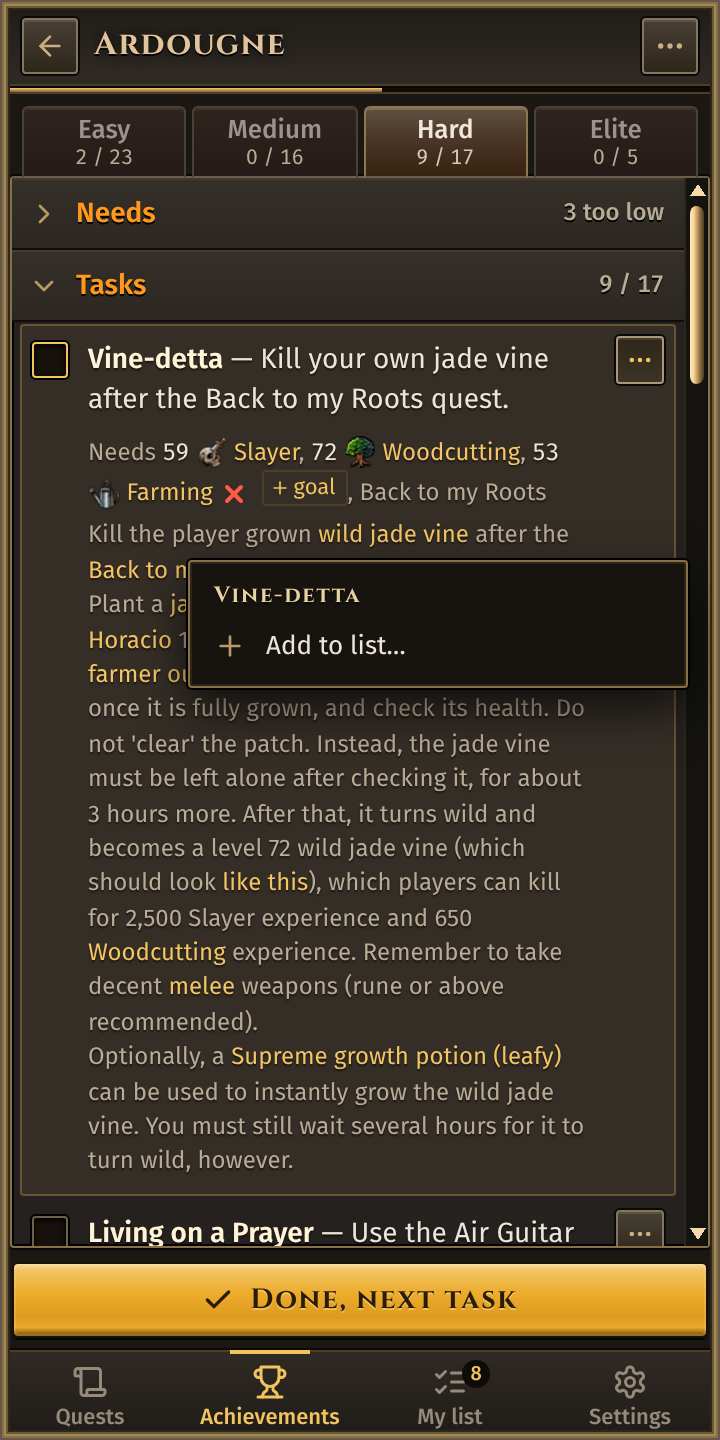 Ardougne
Easy
2 / 23
Medium
0 / 16
Hard
9 / 17
Elite
0 / 5
Needs
3 too low
Tasks
9 / 17
Vine-detta — Kill your own jade vine
after the Back to my Roots quest.
Needs 59 Slayer, 72 Woodcutting, 53
Farming + goal, Back to my Roots
Kill the player grown wild jade vine after the
Back to
Plant a
Horacio
farmer
Vine-detta
Add to list...
once it is fully grown, and check its health. Do
not 'clear' the patch. Instead, the jade vine
must be left alone after checking it, for about
3 hours more. After that, it turns wild and
becomes a level 72 wild jade vine (which
should look like this), which players can kill
for 2,500 Slayer experience and 650
Woodcutting experience. Remember to take
decent melee weapons (rune or above
recommended).
Optionally, a Supreme growth potion (leafy)
can be used to instantly grow the wild jade
vine. You must still wait several hours for it to
turn wild, however.
Living on a Prayer — Use the Air Guitar
Done, next task
Quests
Achievements
My list
8
Settings